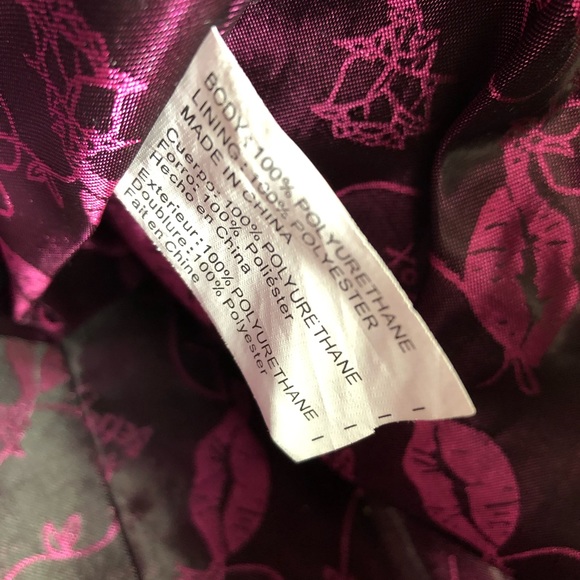 BODY: 100% POLYURETHANE
LINING: 100% POLYESTER
MADE IN CHINA
Cuerpo: 100% POLYURETHANE
Forro: 100% Poliéster
Hecho en China
Exterieur: 100% POLYURETHANE
Doublure: 100% Polyester
Fait en Chine